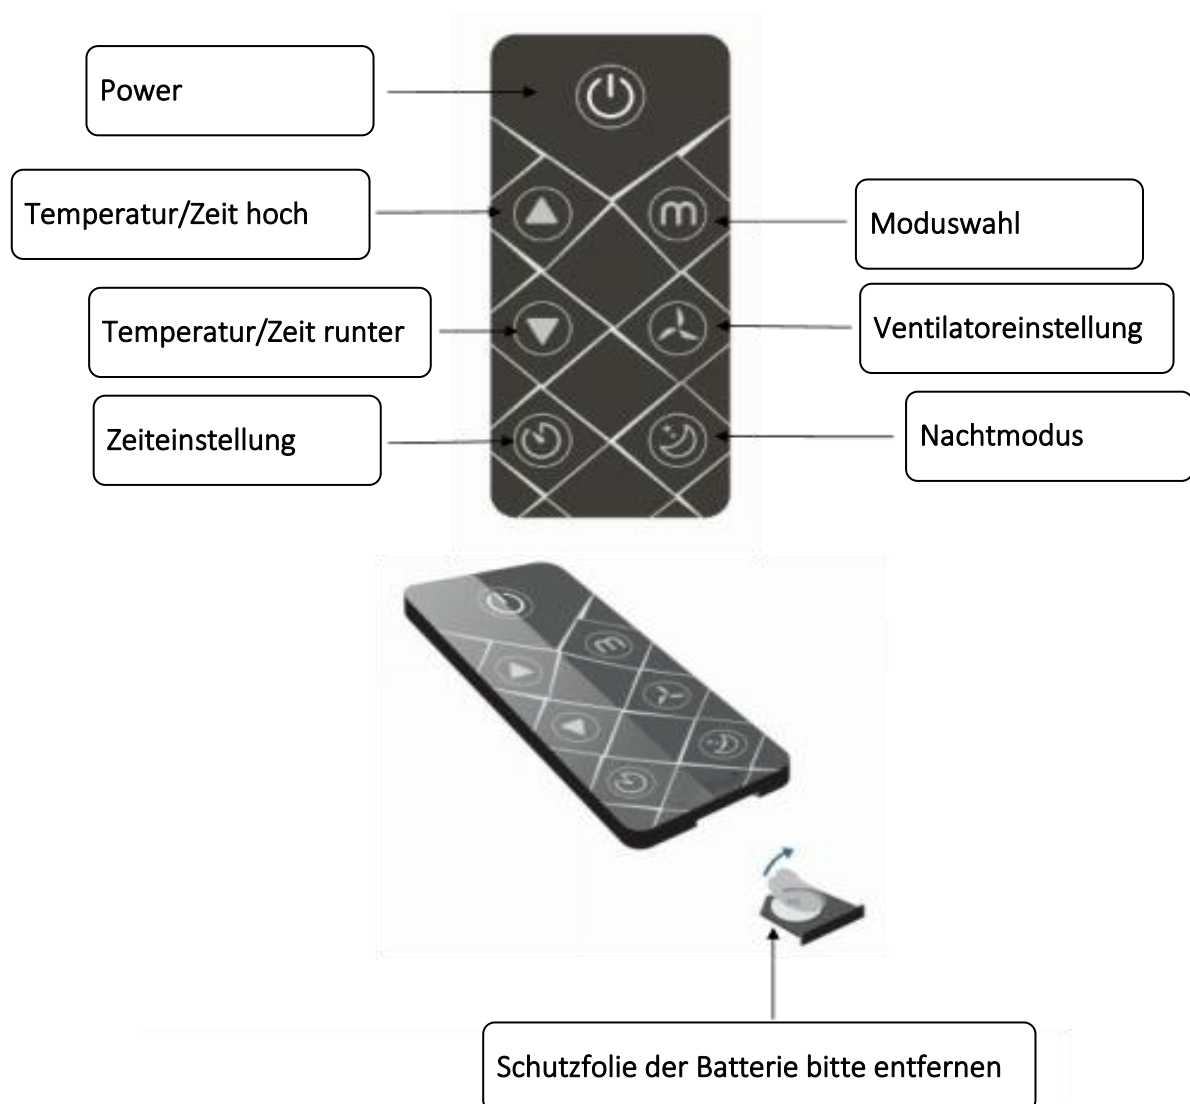 Power
Temperatur/Zeit hoch
m
Moduswahl
Temperatur/Zeit runter
Ventilatoreinstellung
Zeiteinstellung
Nachtmodus
m
Schutzfolie der Batterie bitte entfernen